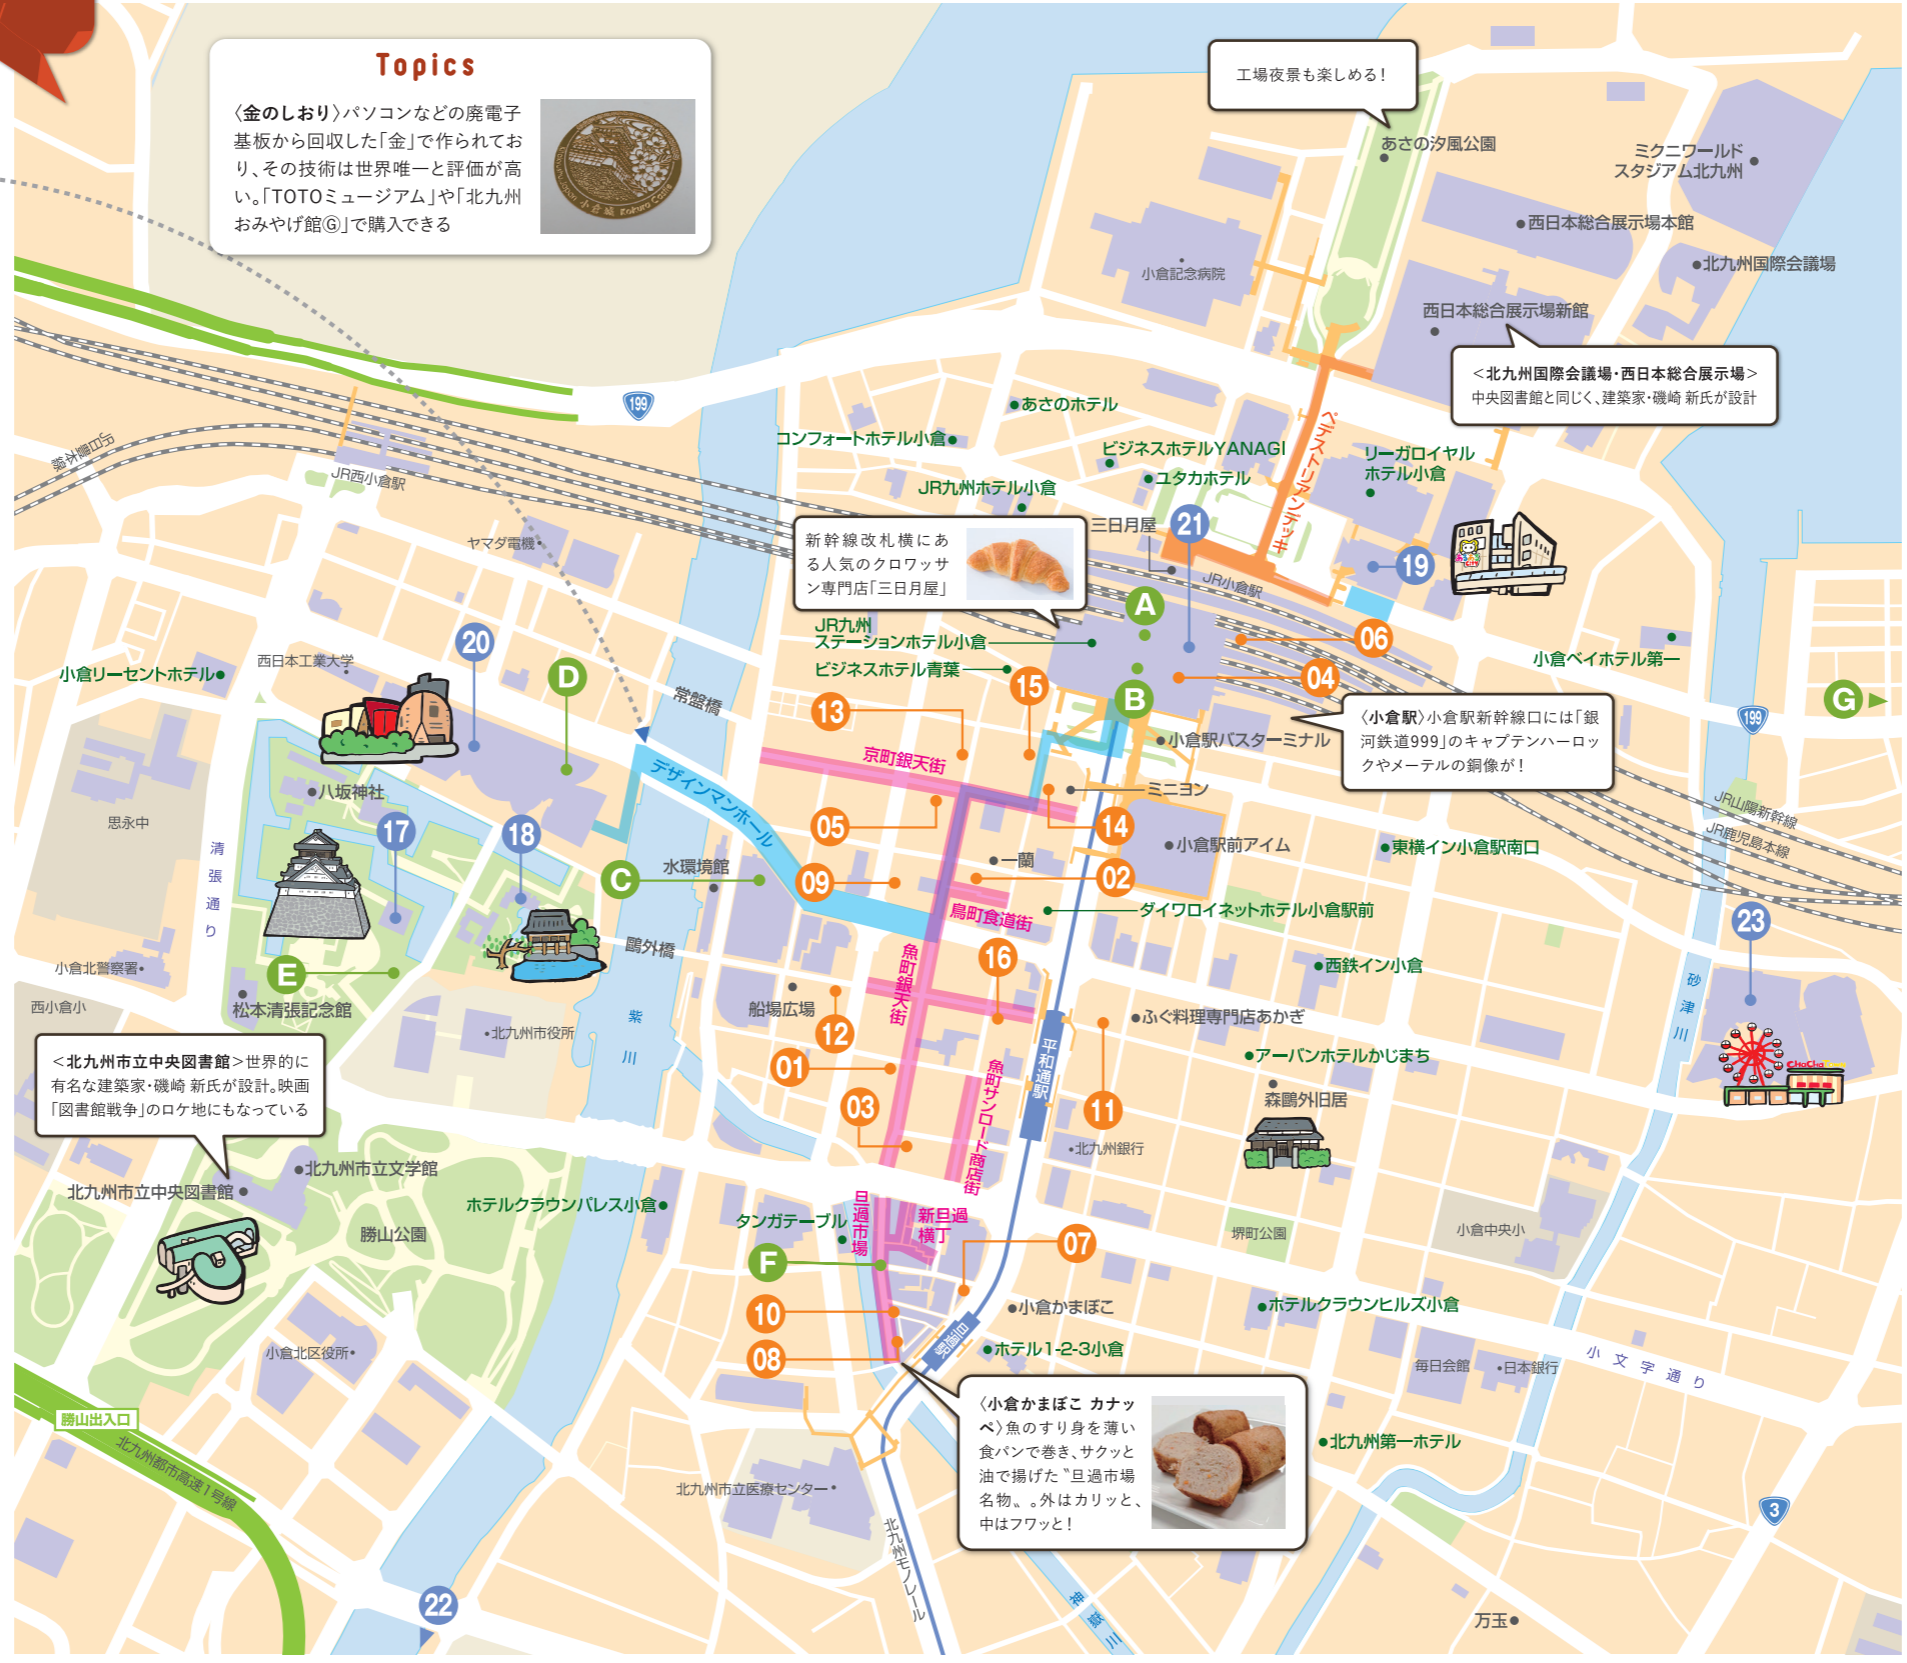 Topics
〈金のしおり〉パソコンなどの廃電子
基板から回収した「金」で作られてお
り、その技術は世界唯一と評価が高
い。「TOTOミュージアム」や「北九州
おみやげ館Ⓖ」で購入できる
小倉城 Kokura Castle
工場夜景も楽しめる！
あさの汐風公園
ミクニワールド
スタジアム北九州
西日本総合展示場本館
北九州国際会議場
小倉記念病院
西日本総合展示場新館
＜北九州国際会議場・西日本総合展示場＞
中央図書館と同じく、建築家・磯崎 新氏が設計
199
あさのホテル
コンフォートホテル小倉
ビジネスホテルYANAGI
ペデストリアンデッキ
リーガロイヤル
ホテル小倉
JR日豊本線
JR西小倉駅
JR九州ホテル小倉
ユタカホテル
三日月屋
21
ヤマダ電機
新幹線改札横にあ
る人気のクロワッサ
ン専門店「三日月屋」
JR小倉駅
19
A
JR九州
ステーションホテル小倉
ビジネスホテル青葉
06
04
小倉ベイホテル第一
20
西日本工業大学
小倉リーセントホテル
D
常盤橋
15
13
B
199
G
〈小倉駅〉小倉駅新幹線口には「銀
河鉄道999」のキャプテンハーロッ
クやメーテルの銅像が！
小倉駅バスターミナル
京町銀天街
デザインマンホール
八坂神社
思永中
ミニヨン
JR山陽新幹線
JR鹿児島本線
17
18
05
14
小倉駅前アイム
東横イン小倉駅南口
清張通り
水環境館
C
09
一蘭
02
鳥町食道街
ダイワロイネットホテル小倉駅前
23
鷗外橋
魚町銀天街
16
西鉄イン小倉
小倉北警察署
E
西小倉小
松本清張記念館
北九州市役所
紫川
船場広場
12
ふぐ料理専門店あかぎ
砂津川
＜北九州市立中央図書館＞世界的に
有名な建築家・磯崎 新氏が設計。映画
「図書館戦争」のロケ地にもなっている
01
平和通駅
アーバンホテルかじまち
魚町サンロード商店街
ChaCha
03
11
森鷗外旧居
北九州銀行
北九州市立文学館
北九州市立中央図書館
ホテルクラウンパレス小倉
勝山公園
タンガテーブル
旦過市場
新旦過
横丁
07
堺町公園
小倉中央小
F
10
小倉かまぼこ
ホテルクラウンヒルズ小倉
08
旦過駅
ホテル1-2-3小倉
小倉北区役所
毎日会館
日本銀行
小文字通り
勝山出入口
北九州都市高速1号線
〈小倉かまぼこ カナッ
ペ〉魚のすり身を薄い
食パンで巻き、サクッと
油で揚げた〝旦過市場
名物〟。外はカリッと、
中はフワッと！
北九州第一ホテル
北九州市立医療センター
北九州モノレール
3
22
神嶽川
万玉